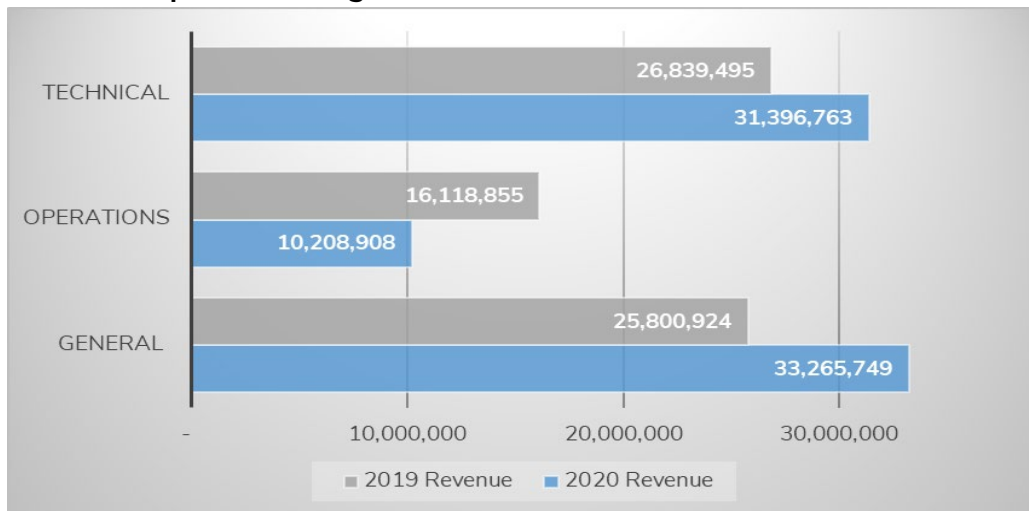 TECHNICAL
26,839,495
31,396,763
OPERATIONS
16,118,855
10,208,908
GENERAL
25,800,924
33,265,749
- 10,000,000 20,000,000 30,000,000
2019 Revenue 2020 Revenue